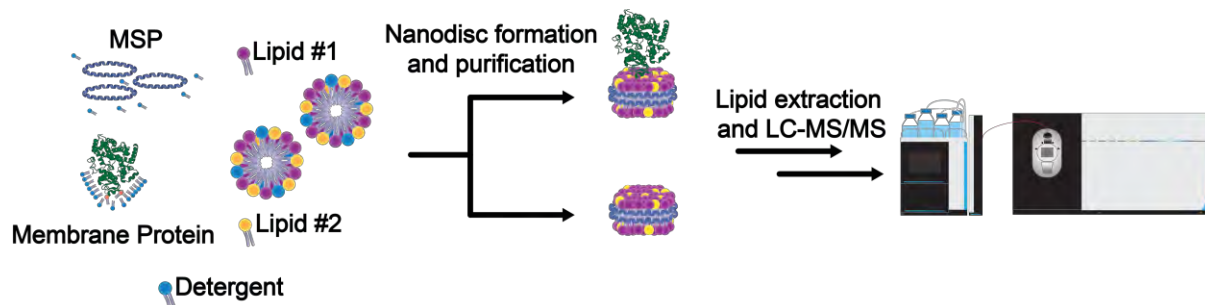 MSP
Lipid #1
Nanodisc formation
and purification
Lipid extraction
and LC-MS/MS
Lipid #2
Membrane Protein
Detergent